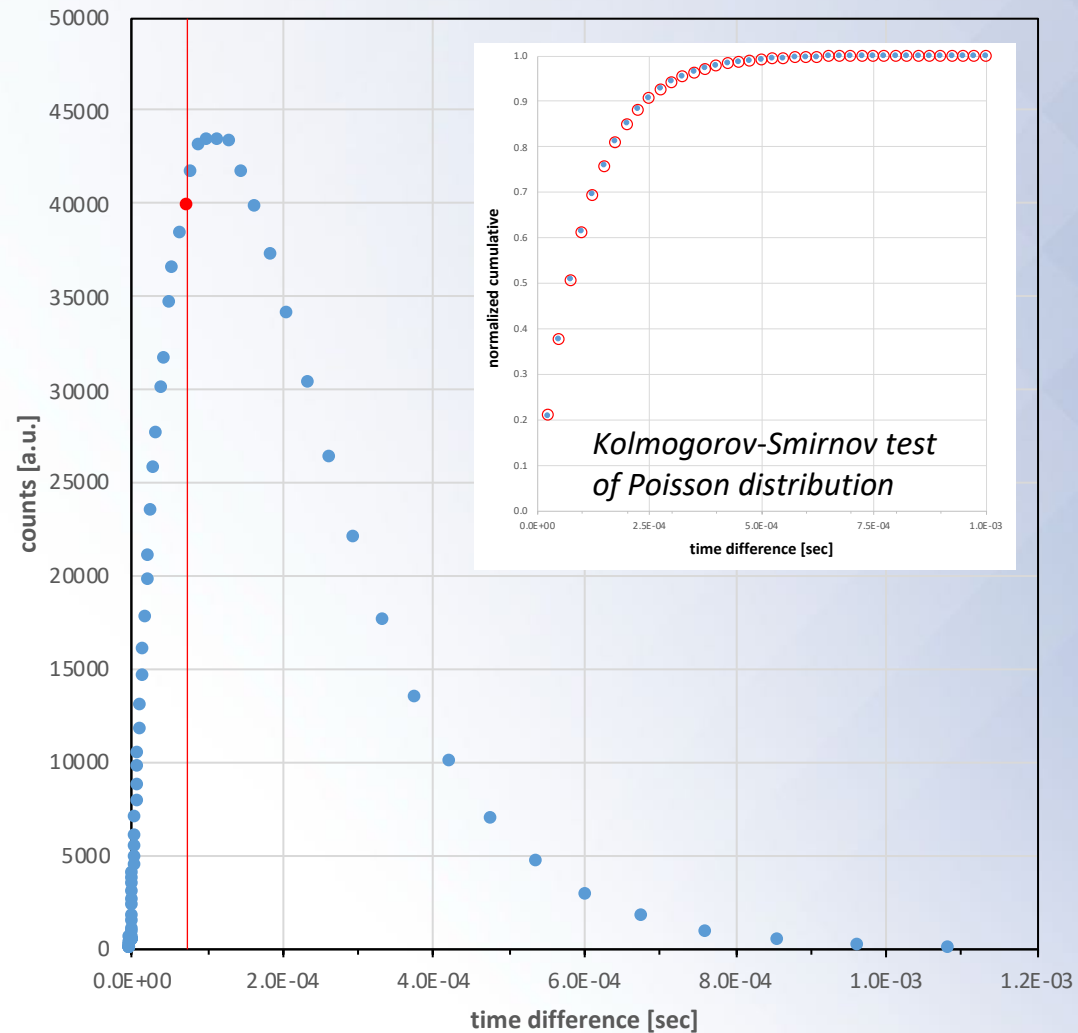 50000
45000
40000
35000
30000
25000
20000
15000
10000
5000
0
counts [a.u.]
0.0E+00
2.0E-04
4.0E-04
6.0E-04
8.0E-04
1.0E-03
1.2E-03
time difference [sec]
1.0
0.9
0.8
0.7
0.6
0.5
0.4
0.3
0.2
0.1
0.0
normalized cumulative
Kolmogorov-Smirnov test
of Poisson distribution
0.0E+00
2.5E-04
5.0E-04
7.5E-04
1.0E-03
time difference [sec]